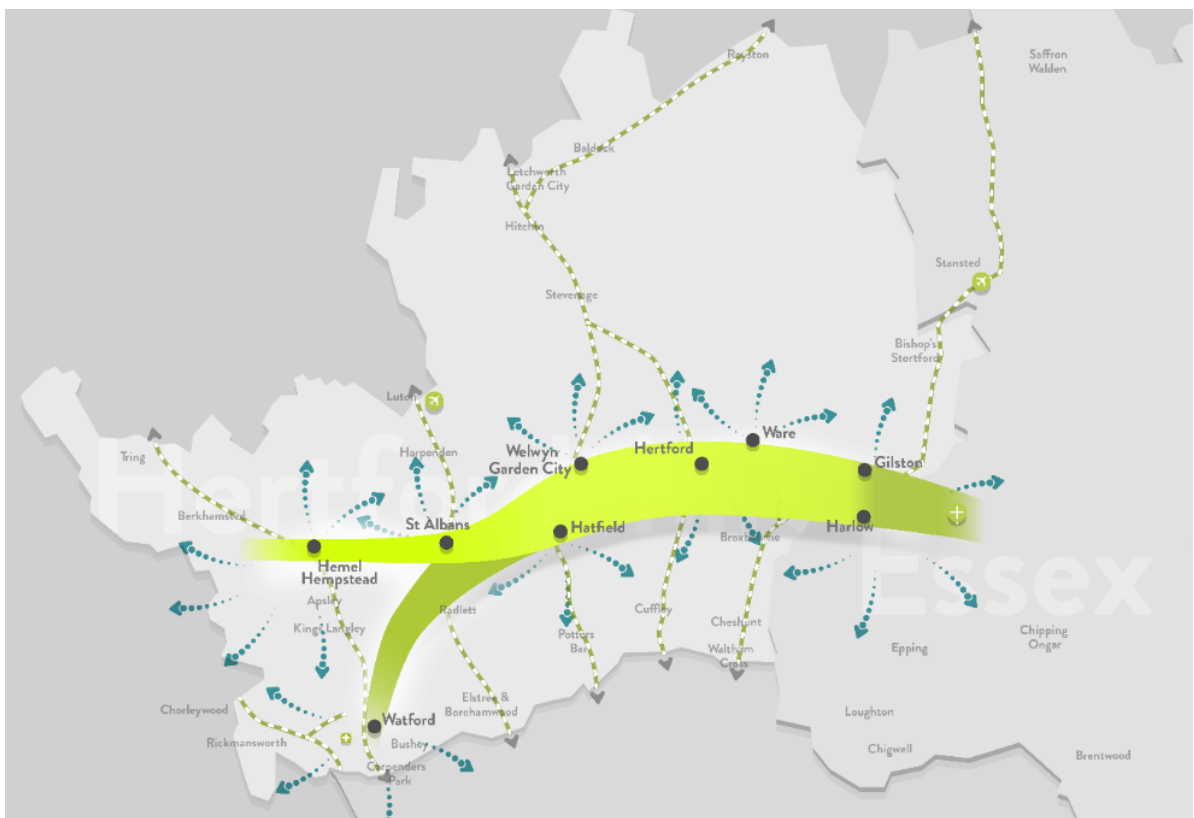 Royston
Saffron
Walden
Baldock
Letchworth
Garden City
Hitchin
Stansted
Stevenage
Bishop's
Stortford
Luton
Ware
Tring
Harpenden
Welwyn
Garden City
Hertford
Gilston
Hertfordshire
Berkhamsted
St Albans
Hatfield
Harlow
Broxbourne
Hemel
Hempstead
Essex
Apsley
Radlett
Cuffley
Kings Langley
Potters
Bar
Cheshunt
Waltham
Cross
Epping
Chipping
Ongar
Chorleywood
Elstree &
Borehamwood
Loughton
Watford
Rickmansworth
Bushey
Chigwell
Carpenders
Park
Brentwood